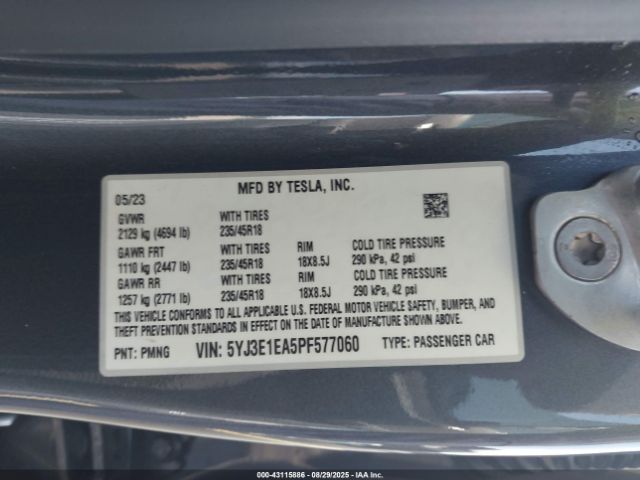 MFD BY TESLA, INC.
05/23
GVWR WITH TIRES
2129 kg (4694 lb) 235/45R18
GAWR FRT WITH TIRES RIM COLD TIRE PRESSURE
1110 kg (2447 lb) 235/45R18 18X8.5J 290 kPa, 42 psi
GAWR RR WITH TIRES RIM COLD TIRE PRESSURE
1257 kg (2771 lb) 235/45R18 18X8.5J 290 kPa, 42 psi
THIS VEHICLE CONFORMS TO ALL APPLICABLE U.S. FEDERAL MOTOR VEHICLE SAFETY, BUMPER, AND
THEFT PREVENTION STANDARDS IN EFFECT ON THE DATE OF MANUFACTURE SHOWN ABOVE.
PNT: PMNG VIN: 5YJ3E1EA5PF577060 TYPE: PASSENGER CAR
000-43115886 - 08/29/2025 - IAA Inc.